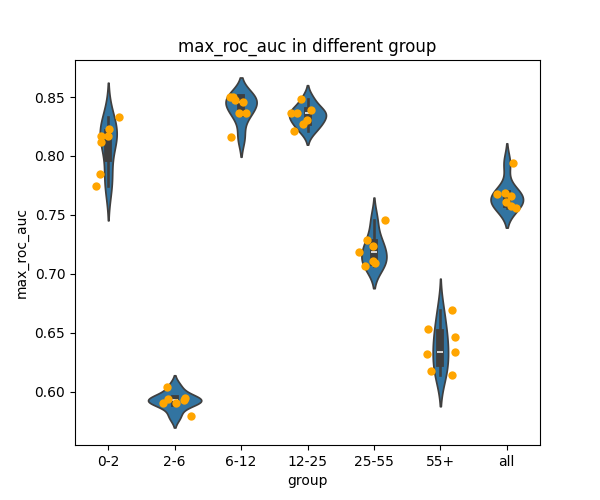 max_roc_auc in different group
max_roc_auc
0.85
0.80
0.75
0.70
0.65
0.60
0-2 2-6 6-12 12-25 25-55 55+ all
group